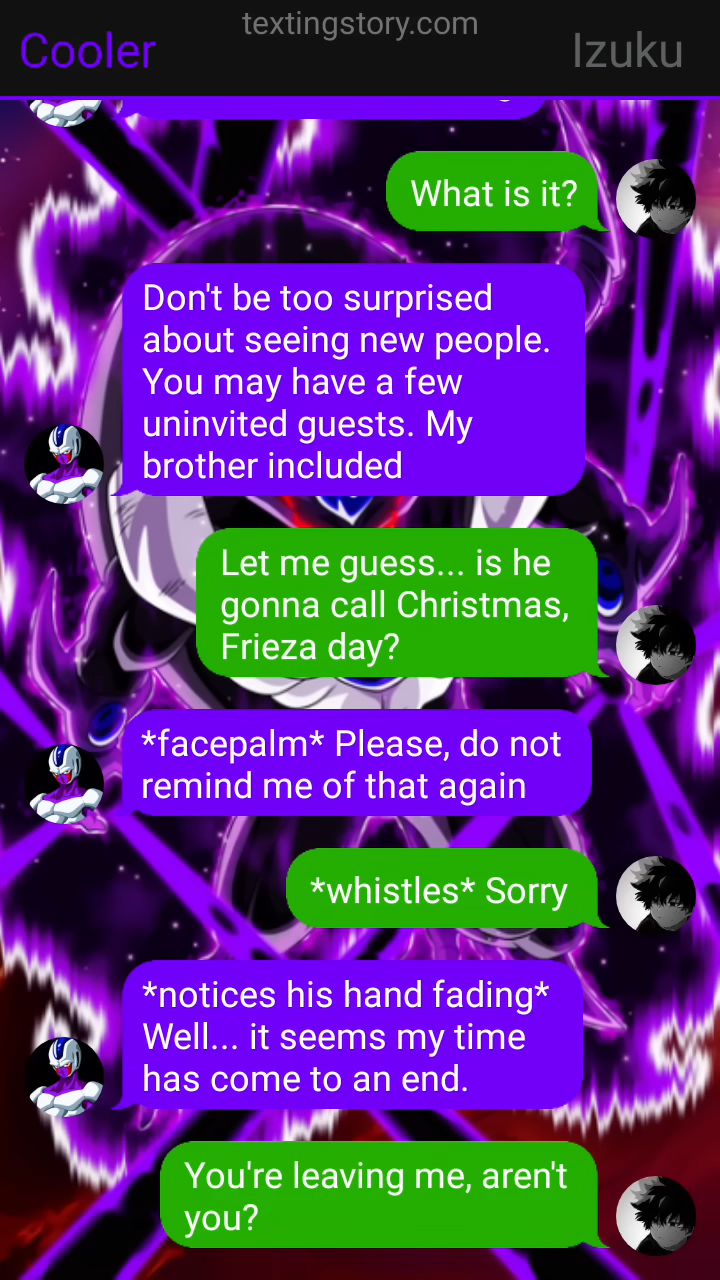 textingstory.com
Cooler
Izuku
What is it?
Don't be too surprised
about seeing new people.
You may have a few
uninvited guests. My
brother included
Let me guess... is he
gonna call Christmas,
Frieza day?
*facepalm* Please, do not
remind me of that again
*whistles* Sorry
*notices his hand fading*
Well... it seems my time
has come to an end.
You're leaving me, aren't
you?